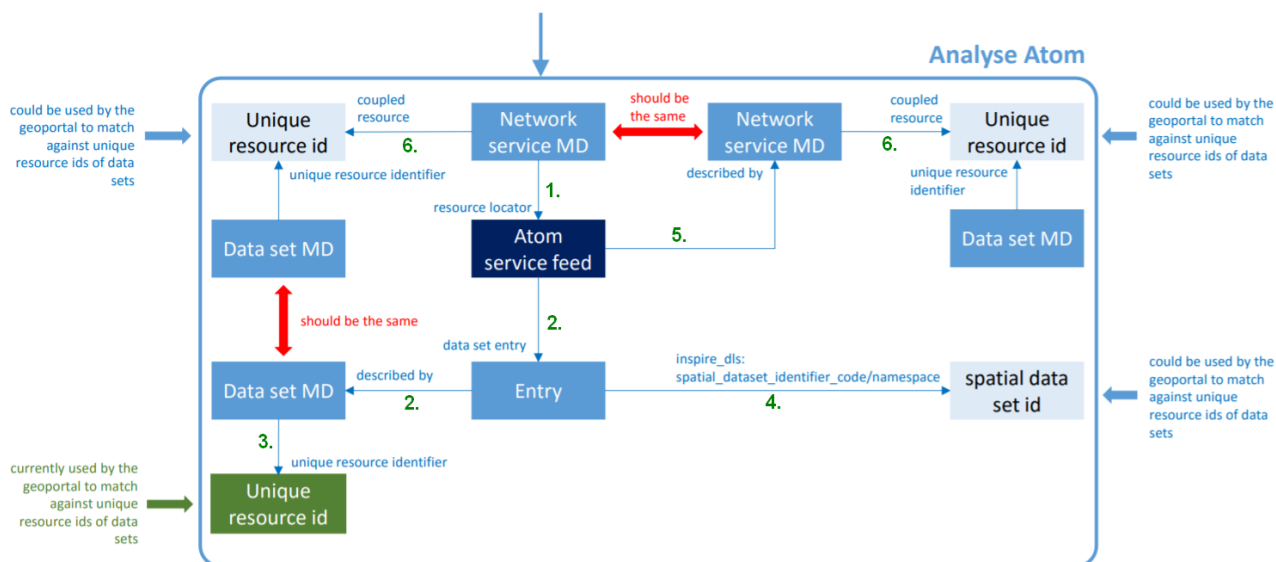 Analyse Atom
could be used by the
geoportal to match
against unique
resource ids of data
sets
Unique
resource id
coupled
resource
6.
Network
service MD
should be
the same
Network
service MD
coupled
resource
6.
Unique
resource id
could be used by the
geoportal to match
against unique
resource ids of data
sets
unique resource identifier
1.
described by
unique resource
identifier
resource locator
Data set MD
Atom
service feed
5.
Data set MD
should be the same
2.
data set entry
Data set MD
described by
2.
Entry
inspire_dls:
spatial_dataset_identifier_code/namespace
4.
spatial data
set id
could be used by the
geoportal to match
against unique
resource ids of data
sets
3.
unique resource identifier
currently used by the
geoportal to match
against unique
resource ids of data
sets
Unique
resource id